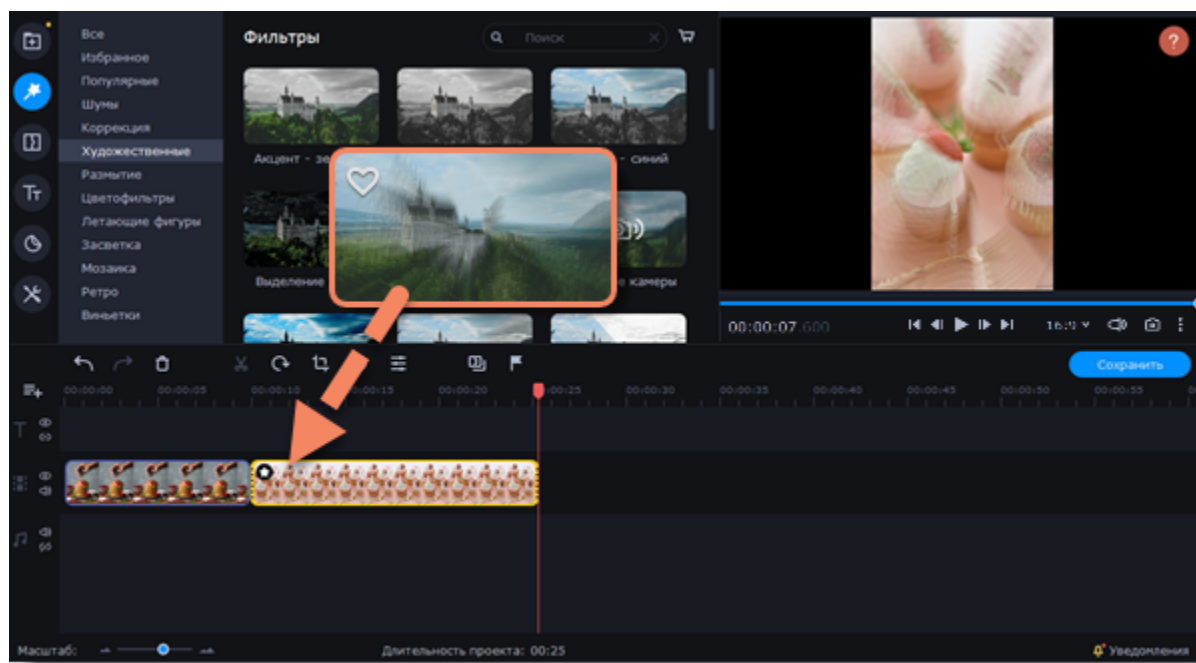 Все
Избранное
Популярные
Шумы
Коррекция
Художественные
Размытие
Цветофильтры
Летающие фигуры
Засветка
Мозаика
Ретро
Виньетки
Фильтры
Поиск
Акцент -
- синий
Выделение
камеры
?
00:00:07.600
16:9
Сохранить
00:00:00 00:00:05 00:00:10 00:00:15 00:00:20 00:00:25 00:00:30 00:00:35 00:00:40 00:00:45 00:00:50 00:00:55
Масштаб:
Длительность проекта: 00:25
Уведомления